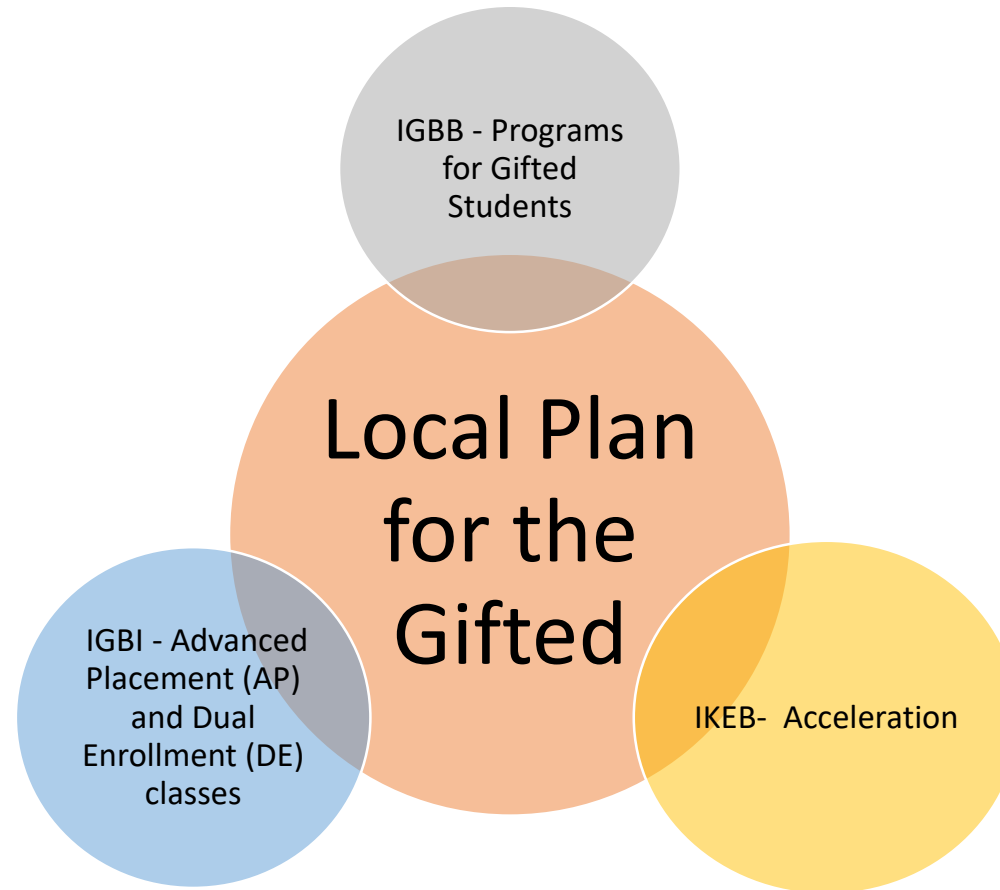 IGBB - Programs
for Gifted
Students
Local Plan
for the
Gifted
IGBI - Advanced
Placement (AP)
and Dual
Enrollment (DE)
classes
IKEB-  Acceleration